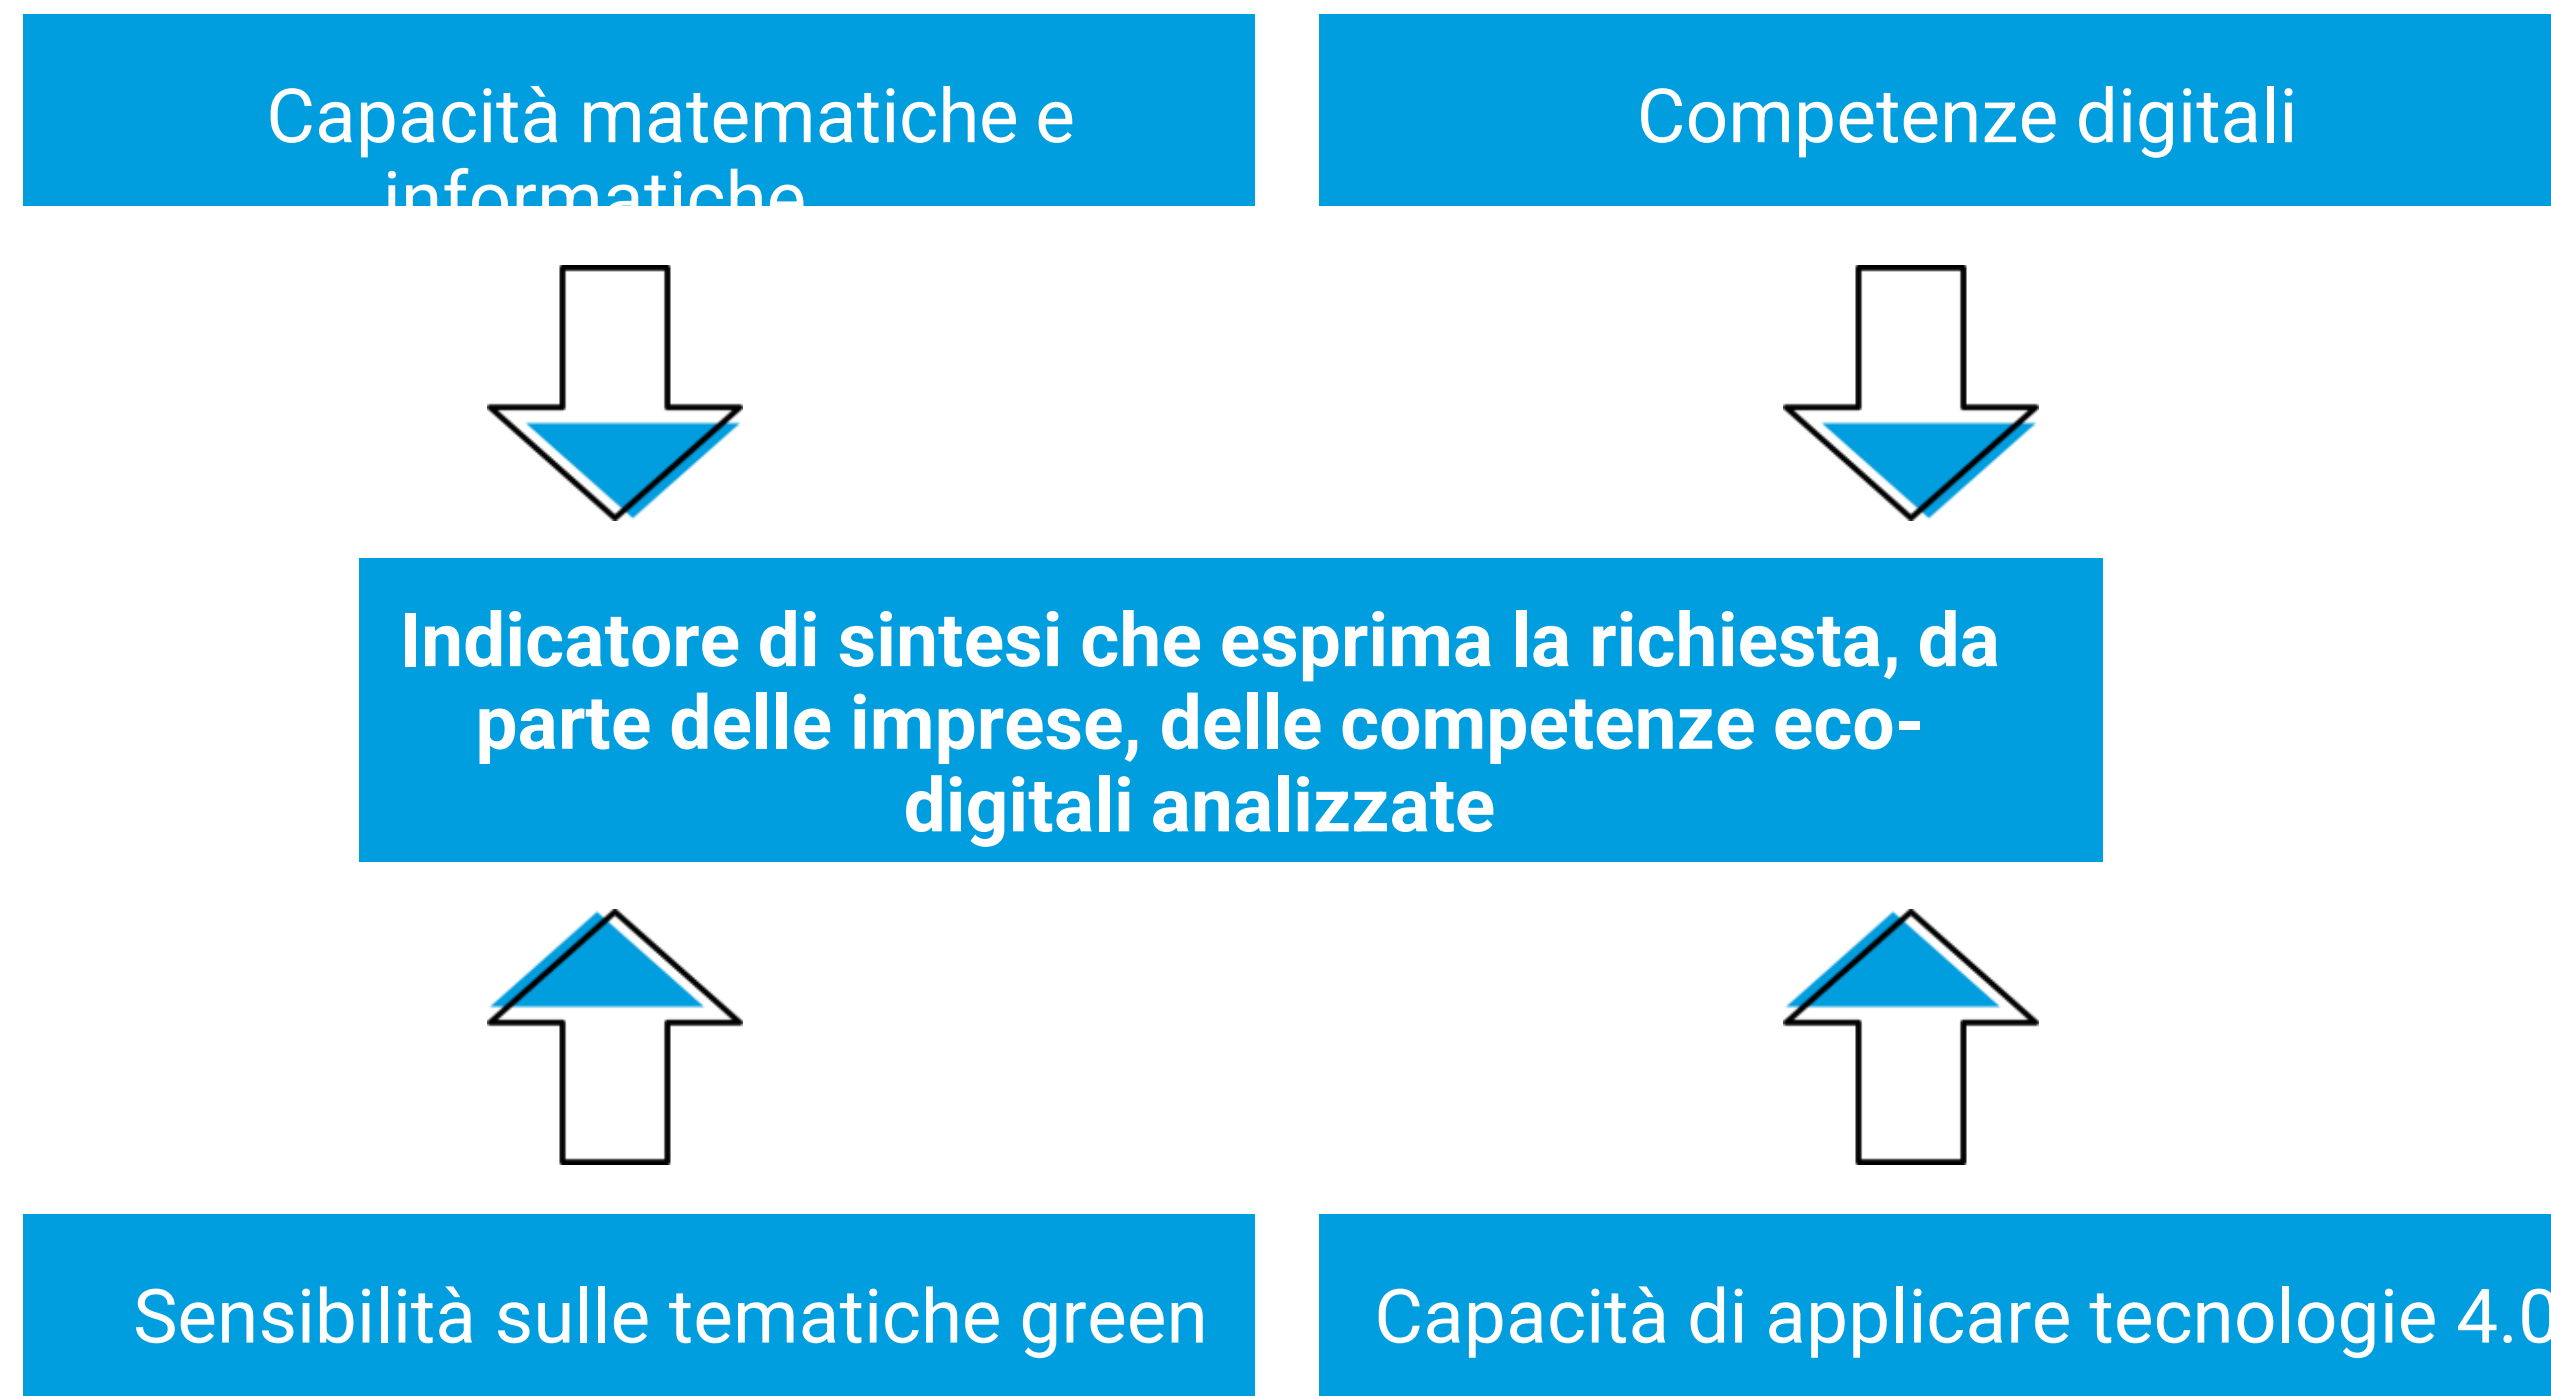 Capacità matematiche e
informatiche
Competenze digitali
Indicatore di sintesi che esprima la richiesta, da
parte delle imprese, delle competenze eco-
digitali analizzate
Sensibilità sulle tematiche green
Capacità di applicare tecnologie 4.0